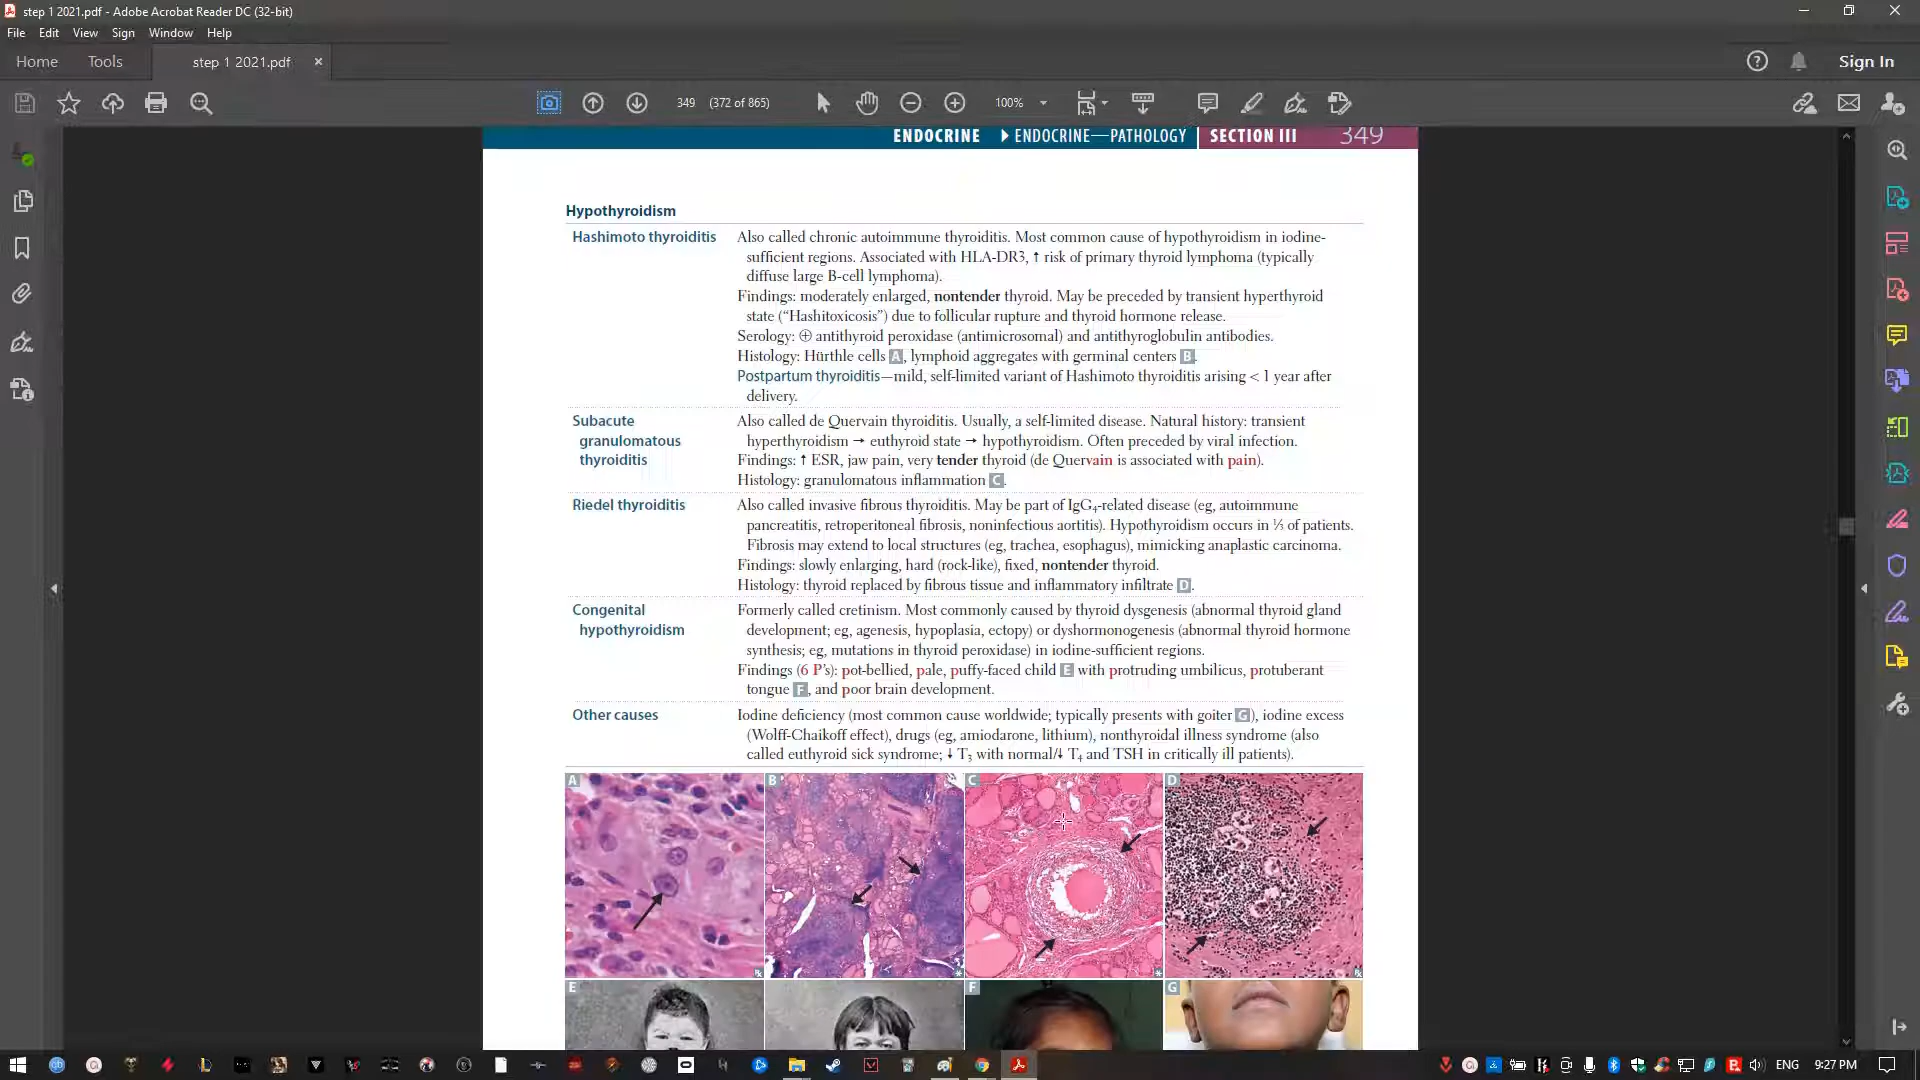 step 1 2021.pdf - Adobe Acrobat Reader DC (32-bit)
File Edit View Sign Window Help
Home Tools step 1 2021.pdf × Sign In
349 (372 of 865) 100%
ENDOCRINE ▶ ENDOCRINE—PATHOLOGY SECTION III 349
Hypothyroidism
Hashimoto thyroiditis Also called chronic autoimmune thyroiditis. Most common cause of hypothyroidism in iodine-
sufficient regions. Associated with HLA-DR3, ↑ risk of primary thyroid lymphoma (typically
diffuse large B-cell lymphoma).
Findings: moderately enlarged, nontender thyroid. May be preceded by transient hyperthyroid
state (“Hashitoxicosis”) due to follicular rupture and thyroid hormone release.
Serology: ⊕ antithyroid peroxidase (antimicrosomal) and antithyroglobulin antibodies.
Histology: Hürthle cells A, lymphoid aggregates with germinal centers B.
Postpartum thyroiditis—mild, self-limited variant of Hashimoto thyroiditis arising < 1 year after
delivery.
Subacute Also called de Quervain thyroiditis. Usually, a self-limited disease. Natural history: transient
granulomatous hyperthyroidism → euthyroid state → hypothyroidism. Often preceded by viral infection.
thyroiditis Findings: ↑ ESR, jaw pain, very tender thyroid (de Quervain is associated with pain).
Histology: granulomatous inflammation C.
Riedel thyroiditis Also called invasive fibrous thyroiditis. May be part of IgG4-related disease (eg, autoimmune
pancreatitis, retroperitoneal fibrosis, noninfectious aortitis). Hypothyroidism occurs in ⅓ of patients.
Fibrosis may extend to local structures (eg, trachea, esophagus), mimicking anaplastic carcinoma.
Findings: slowly enlarging, hard (rock-like), fixed, nontender thyroid.
Histology: thyroid replaced by fibrous tissue and inflammatory infiltrate D.
Congenital Formerly called cretinism. Most commonly caused by thyroid dysgenesis (abnormal thyroid gland
hypothyroidism development; eg, agenesis, hypoplasia, ectopy) or dyshormonogenesis (abnormal thyroid hormone
synthesis; eg, mutations in thyroid peroxidase) in iodine-sufficient regions.
Findings (6 P’s): pot-bellied, pale, puffy-faced child E with protruding umbilicus, protuberant
tongue F, and poor brain development.
Other causes Iodine deficiency (most common cause worldwide; typically presents with goiter G), iodine excess
(Wolff-Chaikoff effect), drugs (eg, amiodarone, lithium), nonthyroidal illness syndrome (also
called euthyroid sick syndrome; ↓ T3 with normal/↓ T4 and TSH in critically ill patients).
A B C D
E F G
ENG 9:27 PM